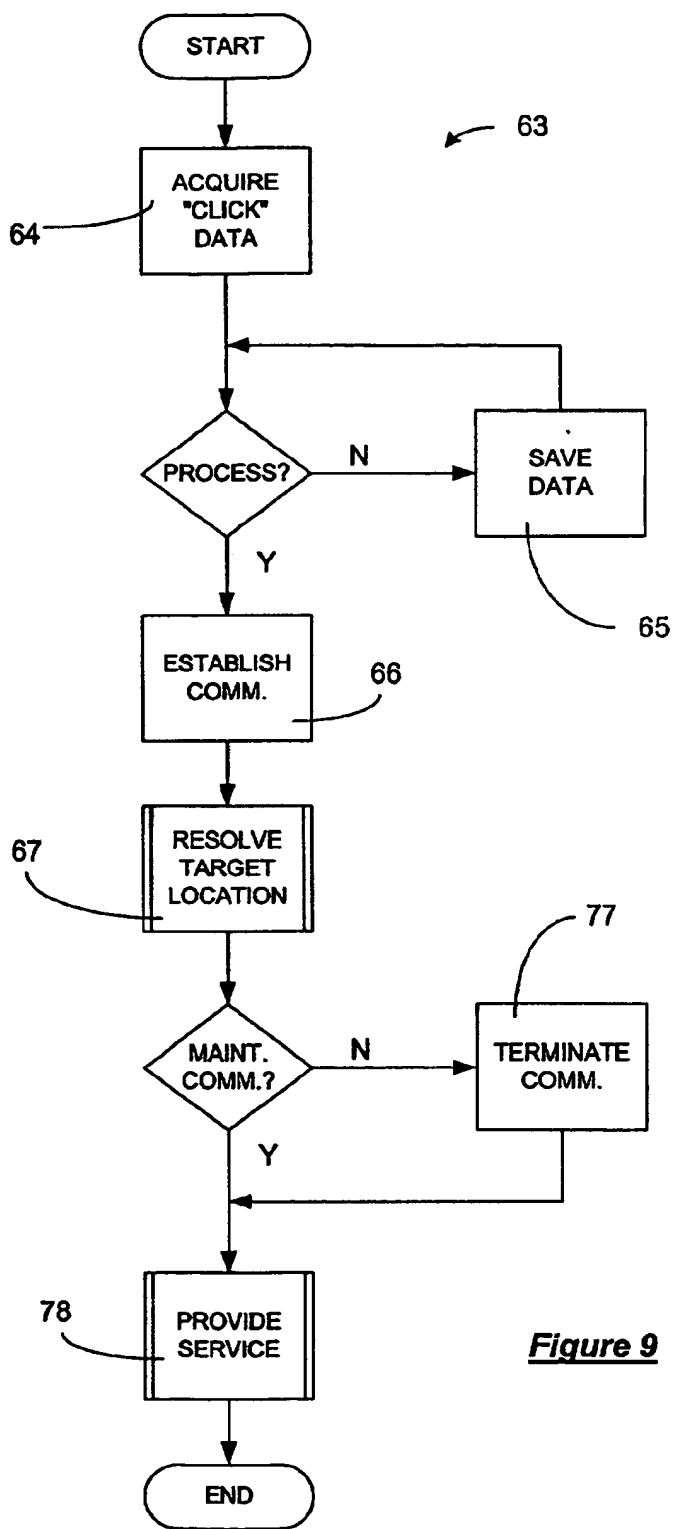 START
63
ACQUIRE
"CLICK"
DATA
64
PROCESS?
N
SAVE
DATA
Y
65
ESTABLISH
COMM.
66
RESOLVE
TARGET
LOCATION
67
77
MAINT.
COMM.?
N
TERMINATE
COMM.
Y
78
PROVIDE
SERVICE
Figure 9
END